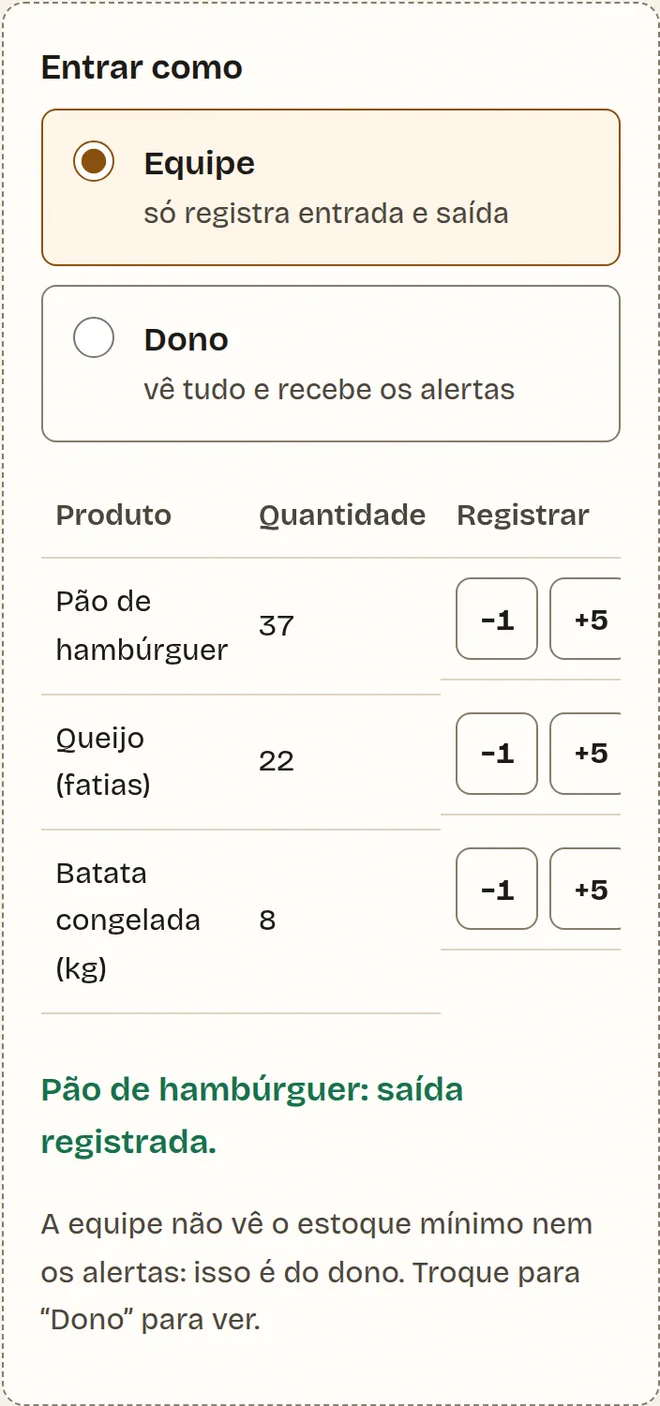 Entrar como
Equipe
só registra entrada e saída
Dono
vê tudo e recebe os alertas
Produto Quantidade Registrar
Pão de
hambúrguer 37 −1 +5
Queijo
(fatias) 22 −1 +5
Batata
congelada 8 −1 +5
(kg)
Pão de hambúrguer: saída
registrada.
A equipe não vê o estoque mínimo nem
os alertas: isso é do dono. Troque para
“Dono” para ver.